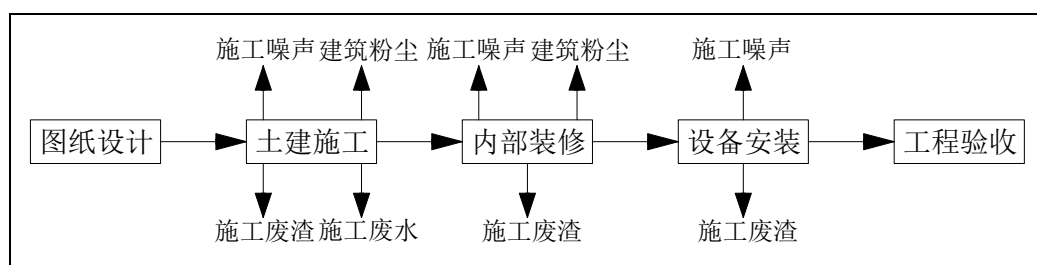 施工噪声 建筑粉尘 施工噪声 建筑粉尘 施工噪声
图纸设计 土建施工 内部装修 设备安装 工程验收
施工废渣 施工废水 施工废渣 施工废渣